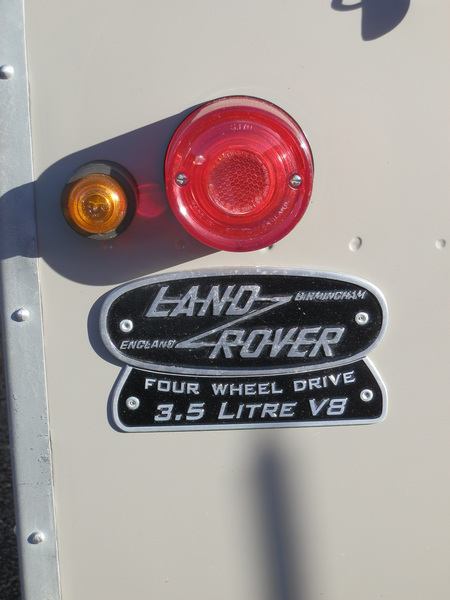 LAND
BIRMINGHAM
ENGLAND
ROVER
FOUR WHEEL DRIVE
3.5 LITRE V8